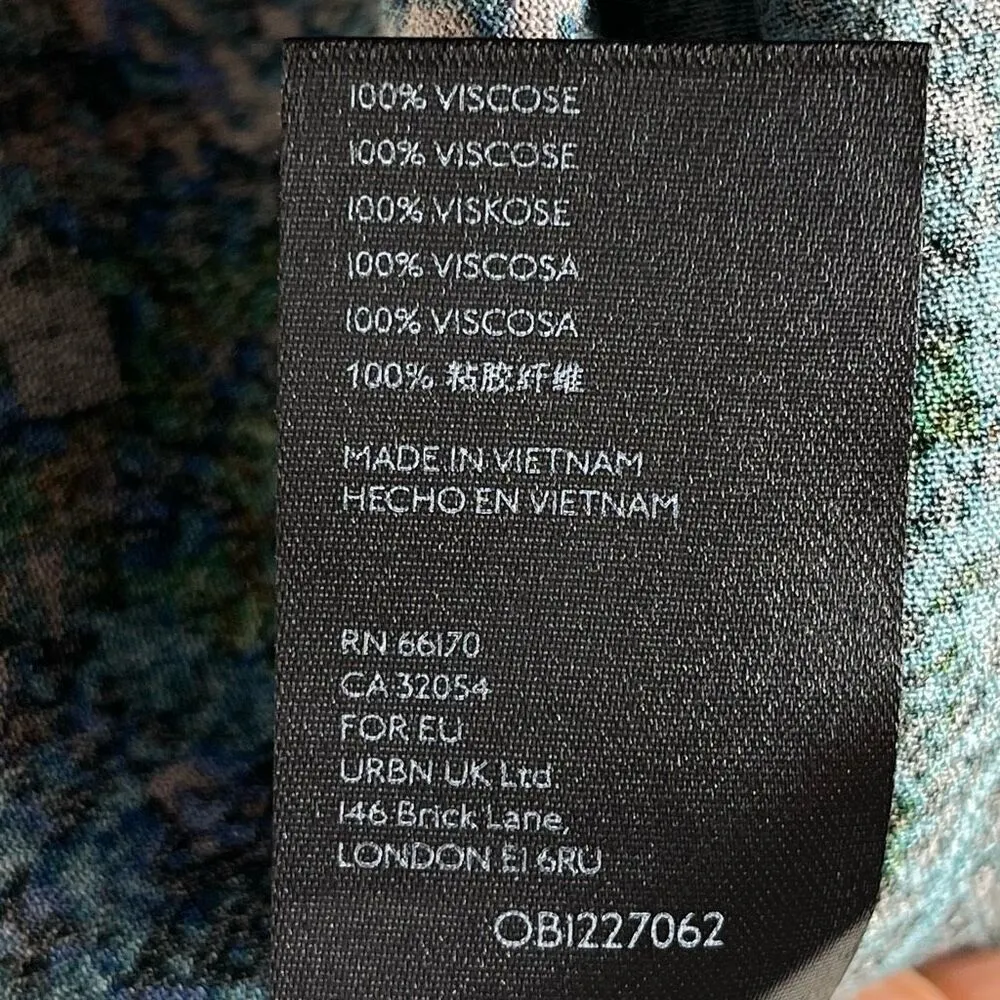 100% VISCOSE
100% VISCOSE
100% VISKOSE
100% VISCOSA
100% VISCOSA
100% 粘胶纤维
MADE IN VIETNAM
HECHO EN VIETNAM
RN 66170
CA 32054
FOR EU
URBN UK Ltd.
146 Brick Lane,
LONDON E1 6RU
OB1227062